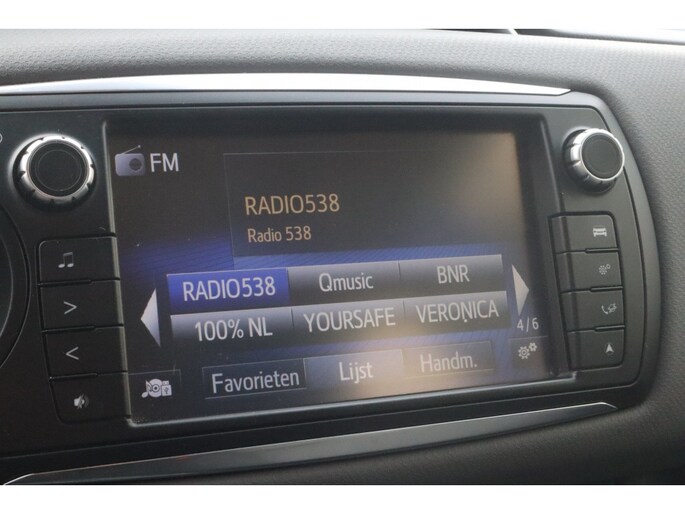 FM
RADIO538
Radio 538
RADIO538 Qmusic BNR
100% NL YOURSAFE VERONICA
4/6
Favorieten Lijst Handm.